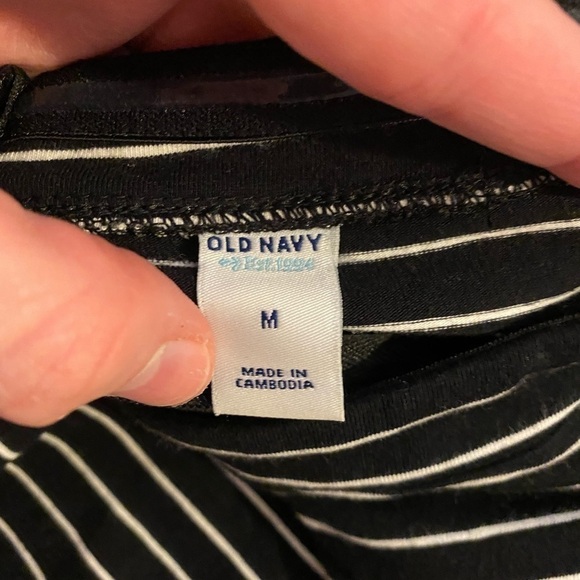 OLD NAVY
Est. 1994
M
MADE IN
CAMBODIA